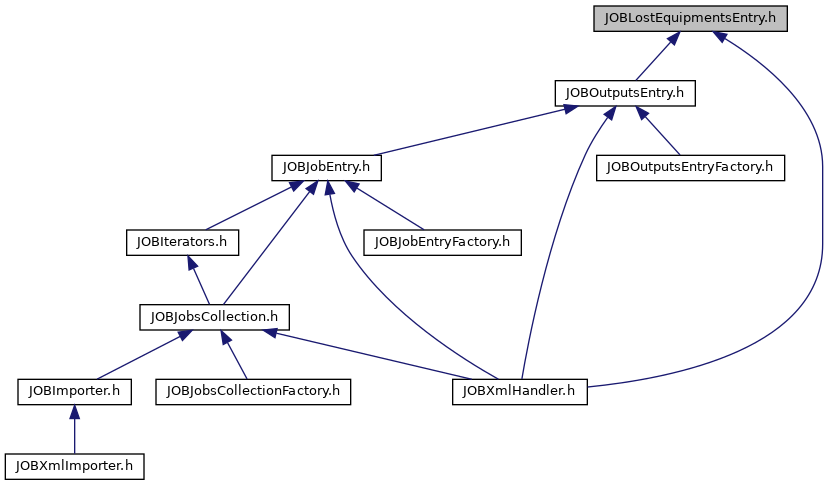 JOBLostEquipmentsEntry.h
JOBOutputsEntry.h
JOBJobEntry.h
JOBOutputsEntryFactory.h
JOBIterators.h
JOBJobEntryFactory.h
JOBJobsCollection.h
JOBImporter.h
JOBJobsCollectionFactory.h
JOBXmlHandler.h
JOBXmlImporter.h